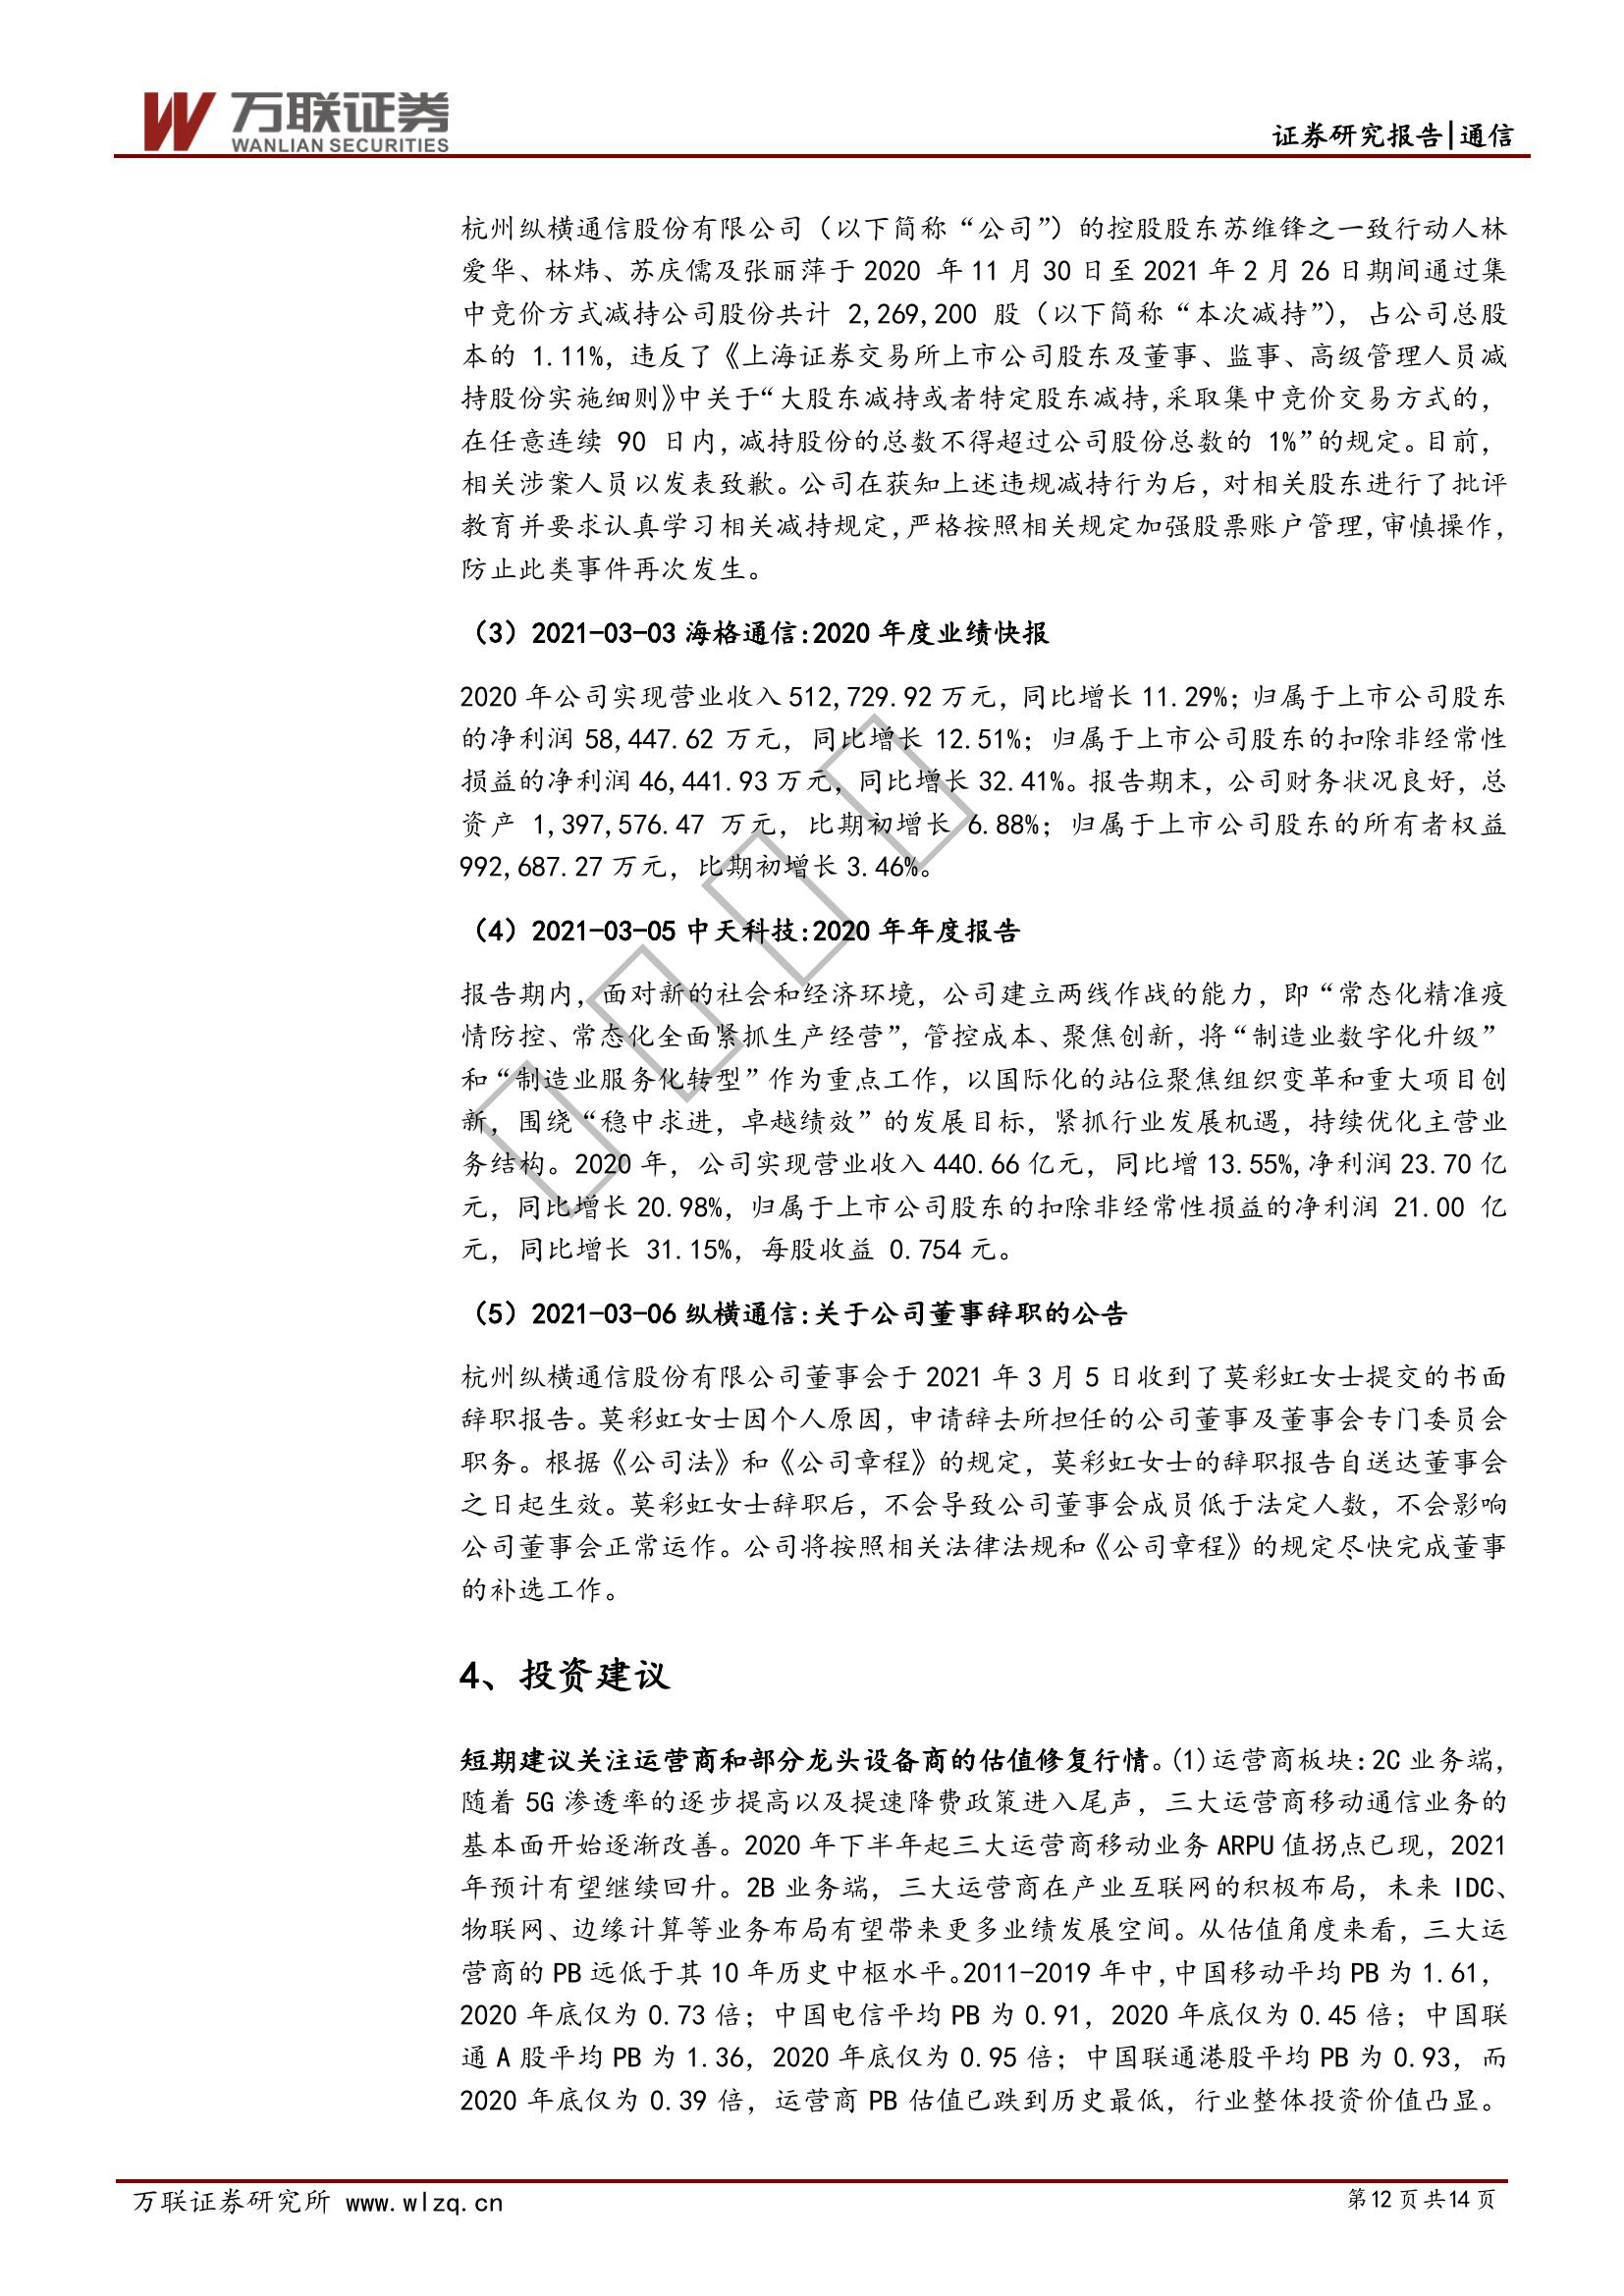 万联证券
WANLIAN SECURITIES
证券研究报告|通信
杭州纵横通信股份有限公司（以下简称“公司”）的控股股东苏维锋之一致行动人林
爱华、林炜、苏庆儒及张丽萍于 2020 年 11 月 30 日至 2021 年 2 月 26 日期间通过集
中竞价方式减持公司股份共计 2,269,200 股（以下简称“本次减持”），占公司总股
本的 1.11%，违反了《上海证券交易所上市公司股东及董事、监事、高级管理人员减
持股份实施细则》中关于“大股东减持或者特定股东减持,采取集中竞价交易方式的，
在任意连续 90 日内,减持股份的总数不得超过公司股份总数的 1%”的规定。目前，
相关涉案人员以发表致歉。公司在获知上述违规减持行为后，对相关股东进行了批评
教育并要求认真学习相关减持规定,严格按照相关规定加强股票账户管理,审慎操作，
防止此类事件再次发生。
（3）2021-03-03 海格通信:2020 年度业绩快报
2020 年公司实现营业收入 512,729.92 万元，同比增长 11.29%；归属于上市公司股东
的净利润 58,447.62 万元，同比增长 12.51%；归属于上市公司股东的扣除非经常性
损益的净利润 46,441.93 万元，同比增长 32.41%。报告期末，公司财务状况良好，总
资产 1,397,576.47 万元，比期初增长 6.88%；归属于上市公司股东的所有者权益
992,687.27 万元，比期初增长 3.46%。
（4）2021-03-05 中天科技:2020 年年度报告
报告期内，面对新的社会和经济环境，公司建立两线作战的能力，即“常态化精准疫
情防控、常态化全面紧抓生产经营”，管控成本、聚焦创新，将“制造业数字化升级”
和“制造业服务化转型”作为重点工作，以国际化的站位聚焦组织变革和重大项目创
新，围绕“稳中求进，卓越绩效”的发展目标，紧抓行业发展机遇，持续优化主营业
务结构。2020 年，公司实现营业收入 440.66 亿元，同比增 13.55%,净利润 23.70 亿
元，同比增长 20.98%，归属于上市公司股东的扣除非经常性损益的净利润 21.00 亿
元，同比增长 31.15%，每股收益 0.754 元。
（5）2021-03-06 纵横通信:关于公司董事辞职的公告
杭州纵横通信股份有限公司董事会于 2021 年 3 月 5 日收到了莫彩虹女士提交的书面
辞职报告。莫彩虹女士因个人原因，申请辞去所担任的公司董事及董事会专门委员会
职务。根据《公司法》和《公司章程》的规定，莫彩虹女士的辞职报告自送达董事会
之日起生效。莫彩虹女士辞职后，不会导致公司董事会成员低于法定人数，不会影响
公司董事会正常运作。公司将按照相关法律法规和《公司章程》的规定尽快完成董事
的补选工作。
4、投资建议
短期建议关注运营商和部分龙头设备商的估值修复行情。(1)运营商板块:2C 业务端，
随着 5G 渗透率的逐步提高以及提速降费政策进入尾声，三大运营商移动通信业务的
基本面开始逐渐改善。2020 年下半年起三大运营商移动业务 ARPU 值拐点已现，2021
年预计有望继续回升。2B 业务端，三大运营商在产业互联网的积极布局，未来 IDC、
物联网、边缘计算等业务布局有望带来更多业绩发展空间。从估值角度来看，三大运
营商的 PB 远低于其 10 年历史中枢水平。2011-2019 年中,中国移动平均 PB 为 1.61，
2020 年底仅为 0.73 倍；中国电信平均 PB 为 0.91，2020 年底仅为 0.45 倍；中国联
通 A 股平均 PB 为 1.36，2020 年底仅为 0.95 倍；中国联通港股平均 PB 为 0.93，而
2020 年底仅为 0.39 倍，运营商 PB 估值已跌到历史最低，行业整体投资价值凸显。
万联证券研究所 www.wlzq.cn
第 12 页 共 14 页